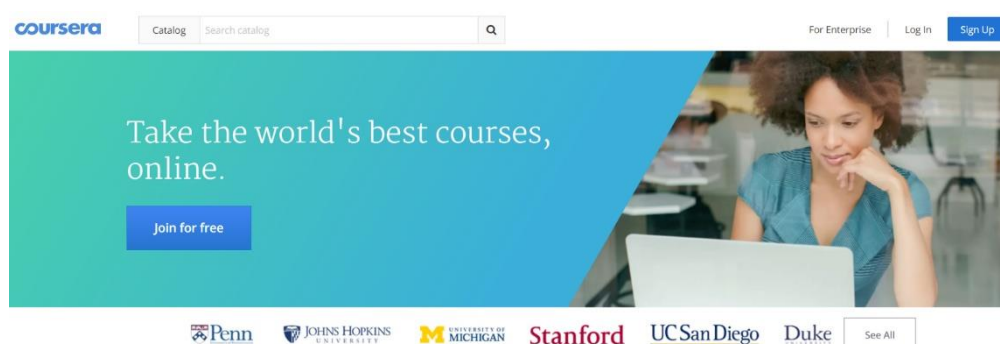 coursera
Catalog Search catalog
For Enterprise Log In Sign Up
Take the world's best courses,
online.
Join for free
Penn
JOHNS HOPKINS
UNIVERSITY
UNIVERSITY OF
MICHIGAN
Stanford
UC San Diego
Duke
UNIVERSITY
See All